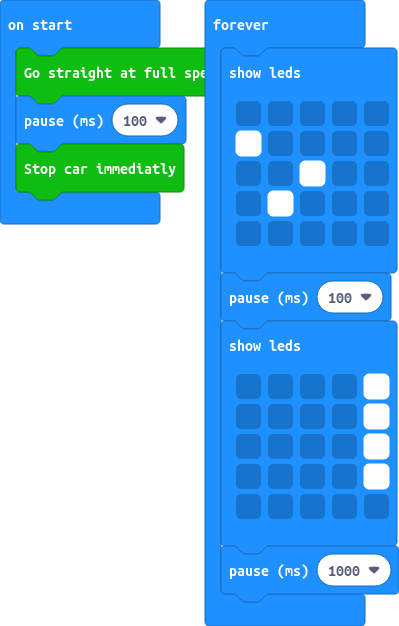 on start
Go straight at full spe
pause (ms) 100
Stop car immediatly
forever
show leds
pause (ms) 100
show leds
pause (ms) 1000